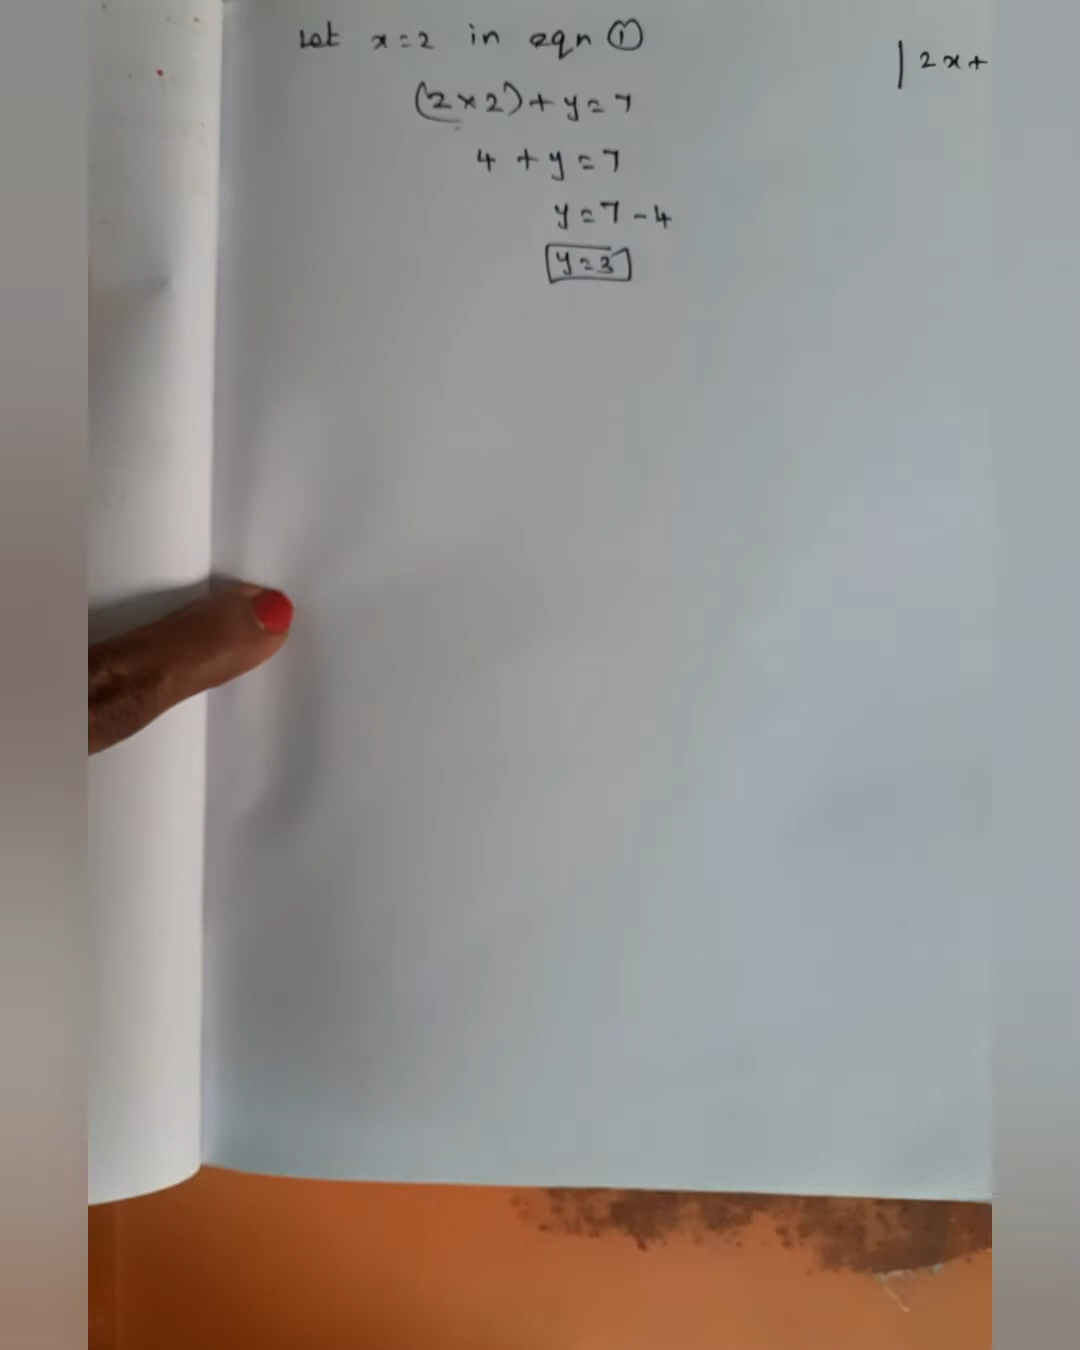 Let x=2 in eqn ①
(2×2)+y=7
4+y=7
y=7-4
y=3
2x+